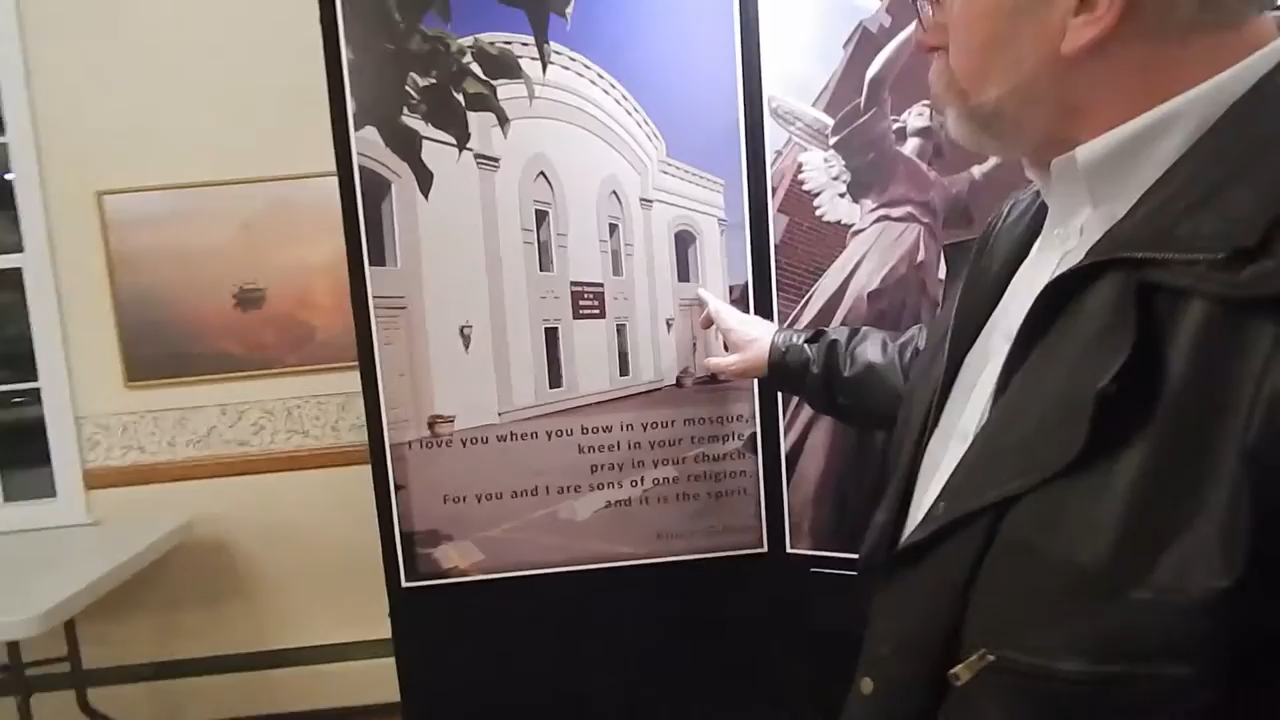 I love you when you bow in your mosque,
kneel in your temple,
pray in your church.
For you and I are sons of one religion,
and it is the spirit.